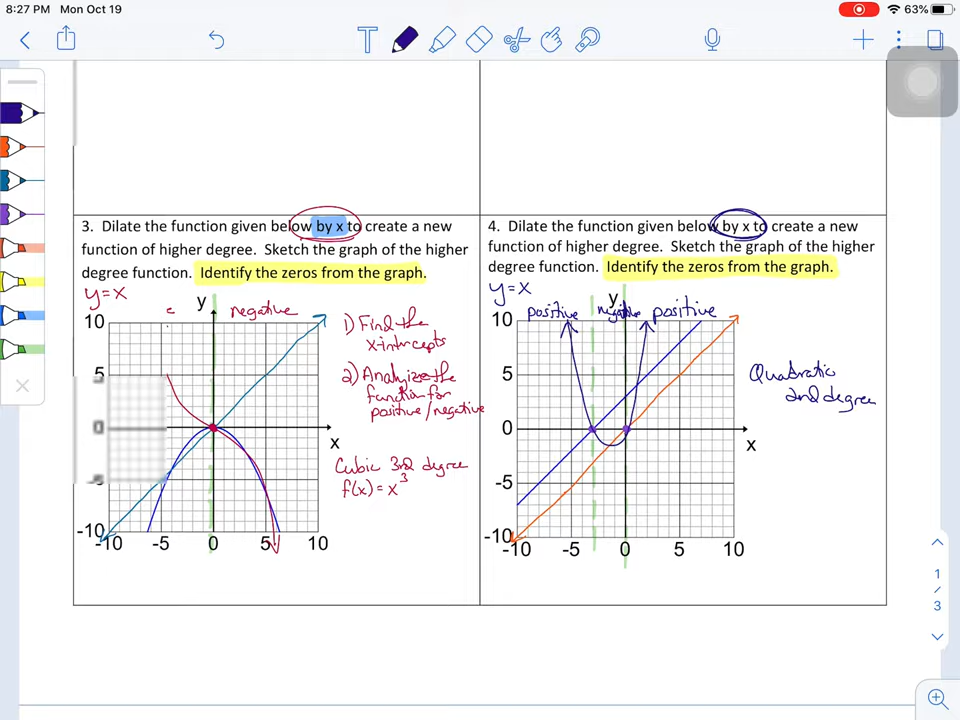 8:27 PM Mon Oct 19
63%
3. Dilate the function given below by x to create a new
function of higher degree. Sketch the graph of the higher
degree function. Identify the zeros from the graph.
y=x
y
negative
10
5
0
-5
-10
-10 -5 0 5 10
x
1) Find the
x-intercepts
2) Analyze the
function for
positive/negative
Cubic 3rd degree
f(x) = x³
4. Dilate the function given below by x to create a new
function of higher degree. Sketch the graph of the higher
degree function. Identify the zeros from the graph.
y=x
y
positive negative positive
10
5
0
-5
-10
-10 -5 0 5 10
x
Quadratic
2nd degree
1
/
3